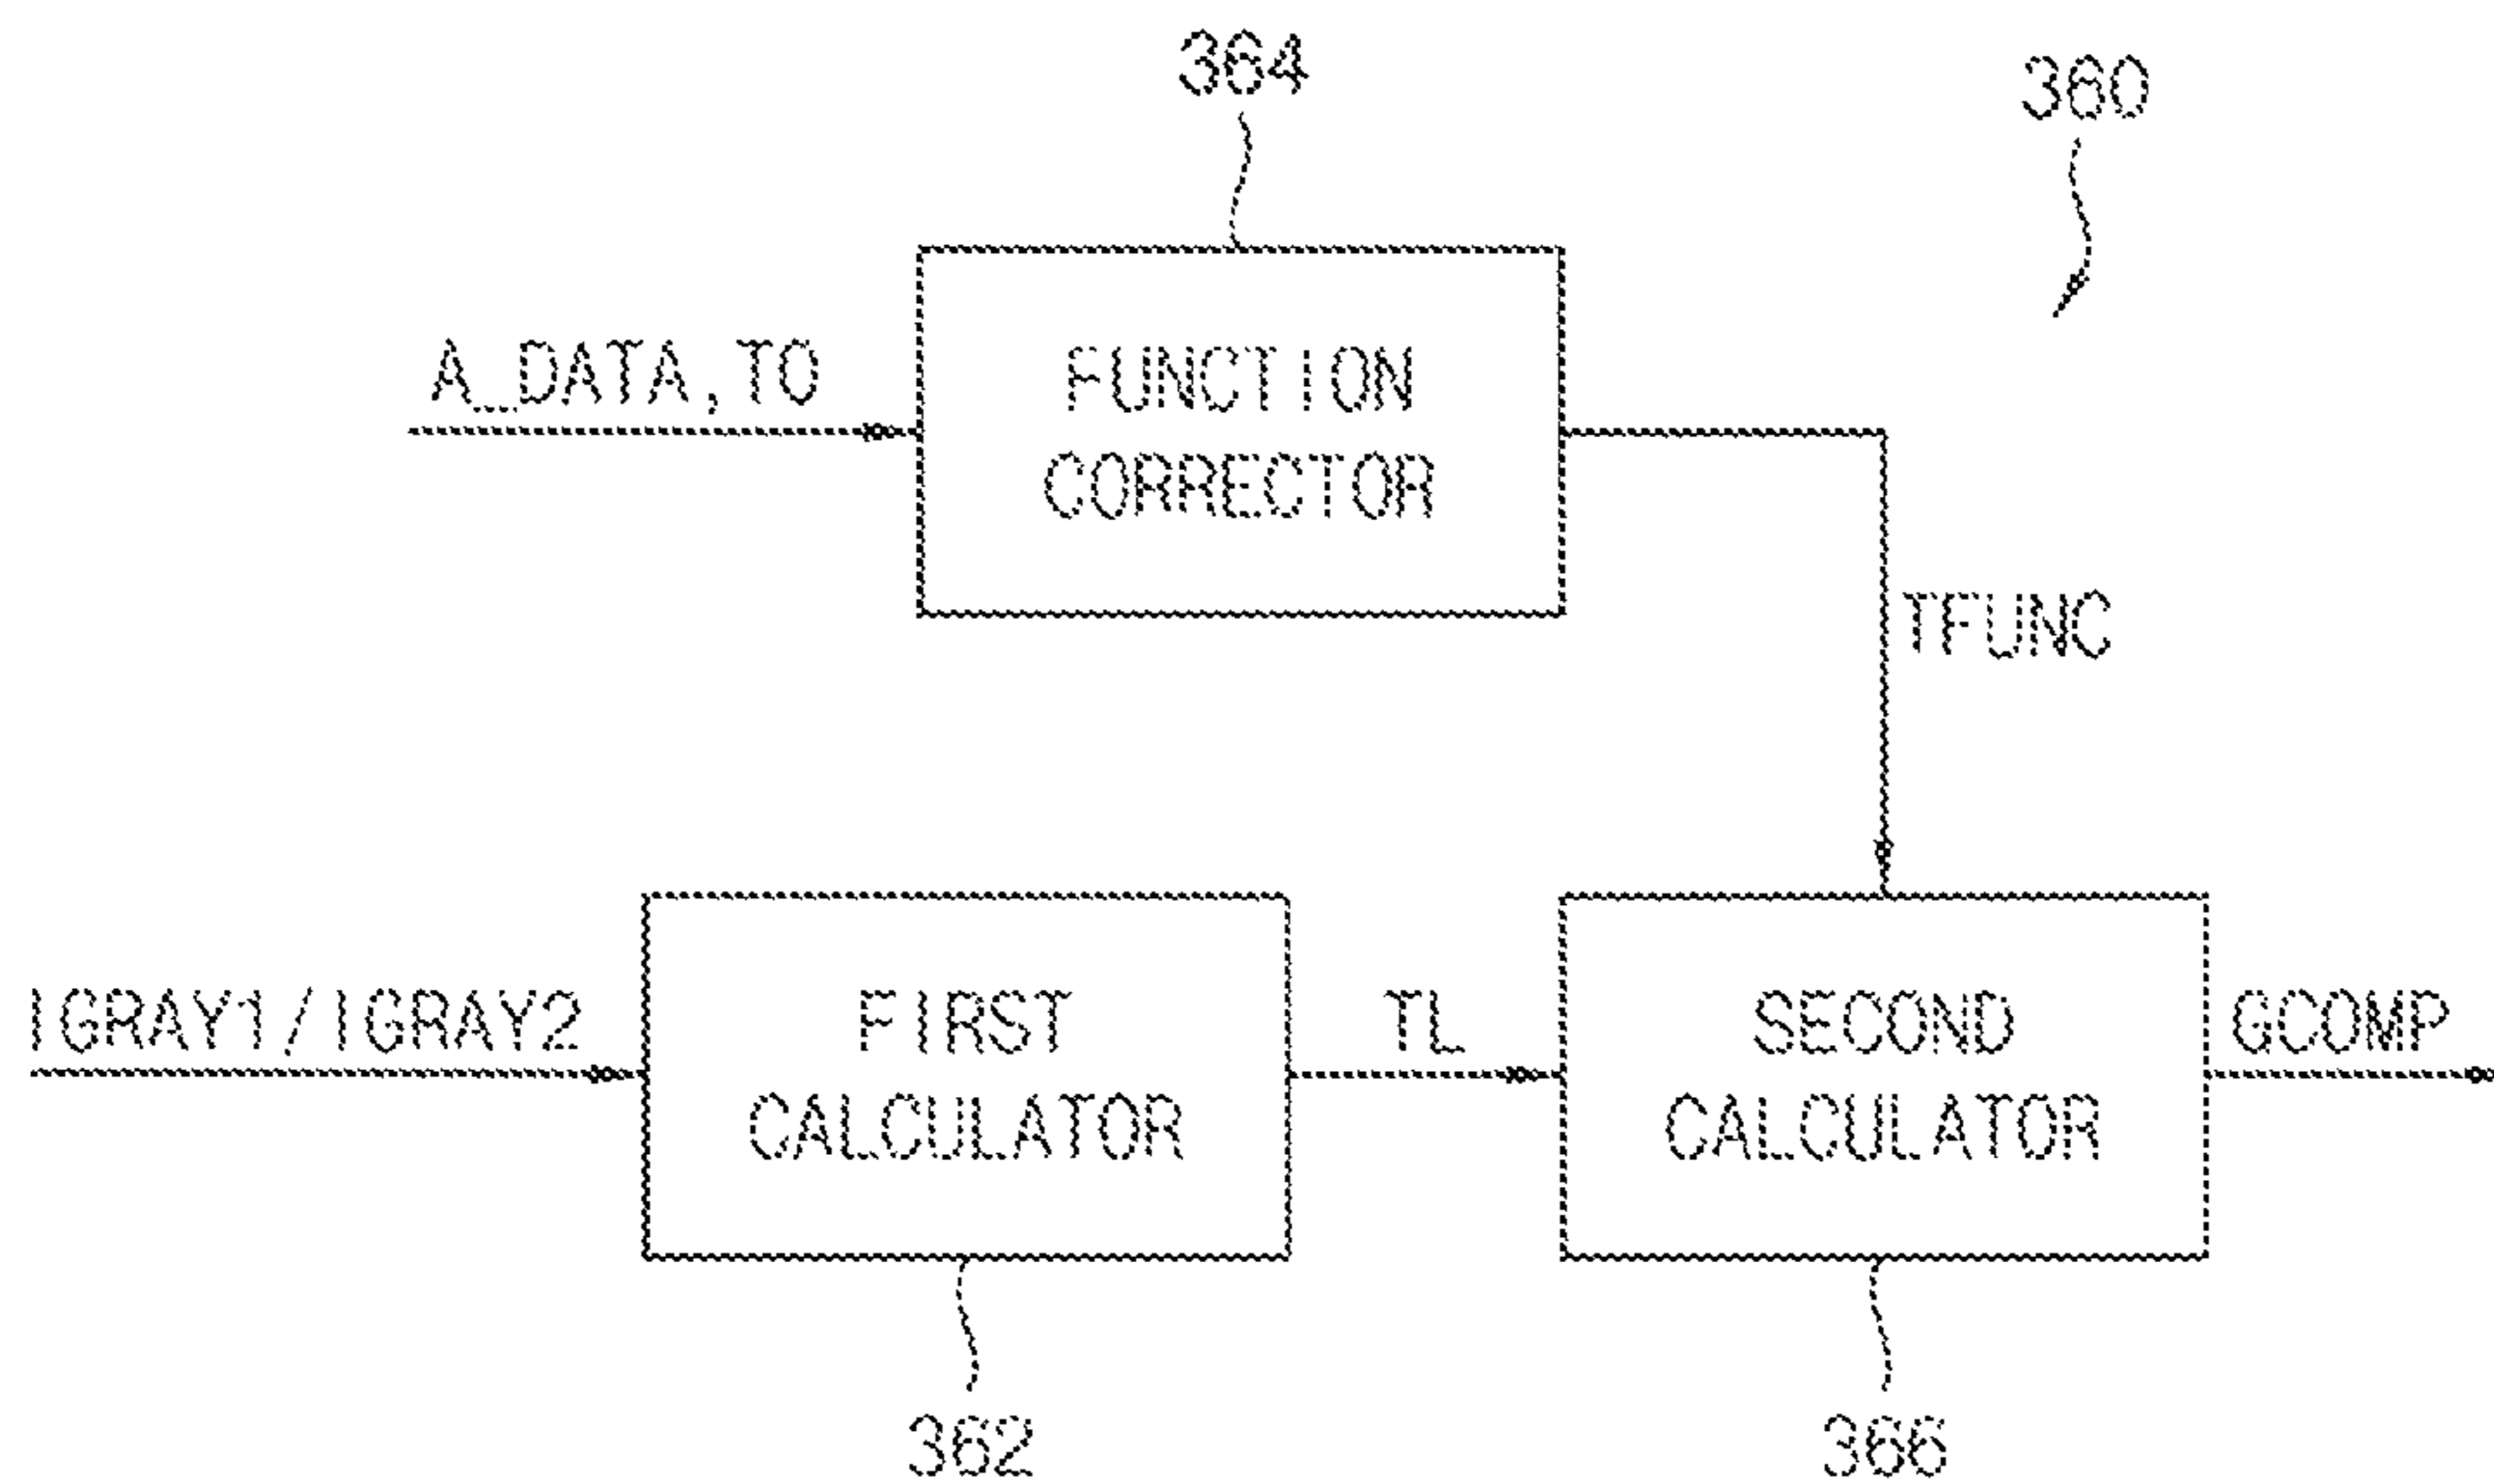 364
360
A_DATA,TO
FUNCTION
CORRECTOR
TFUNC
IGRAY1/IGRAY2
FIRST
CALCULATOR
TL
SECOND
CALCULATOR
GCOMP
362
366